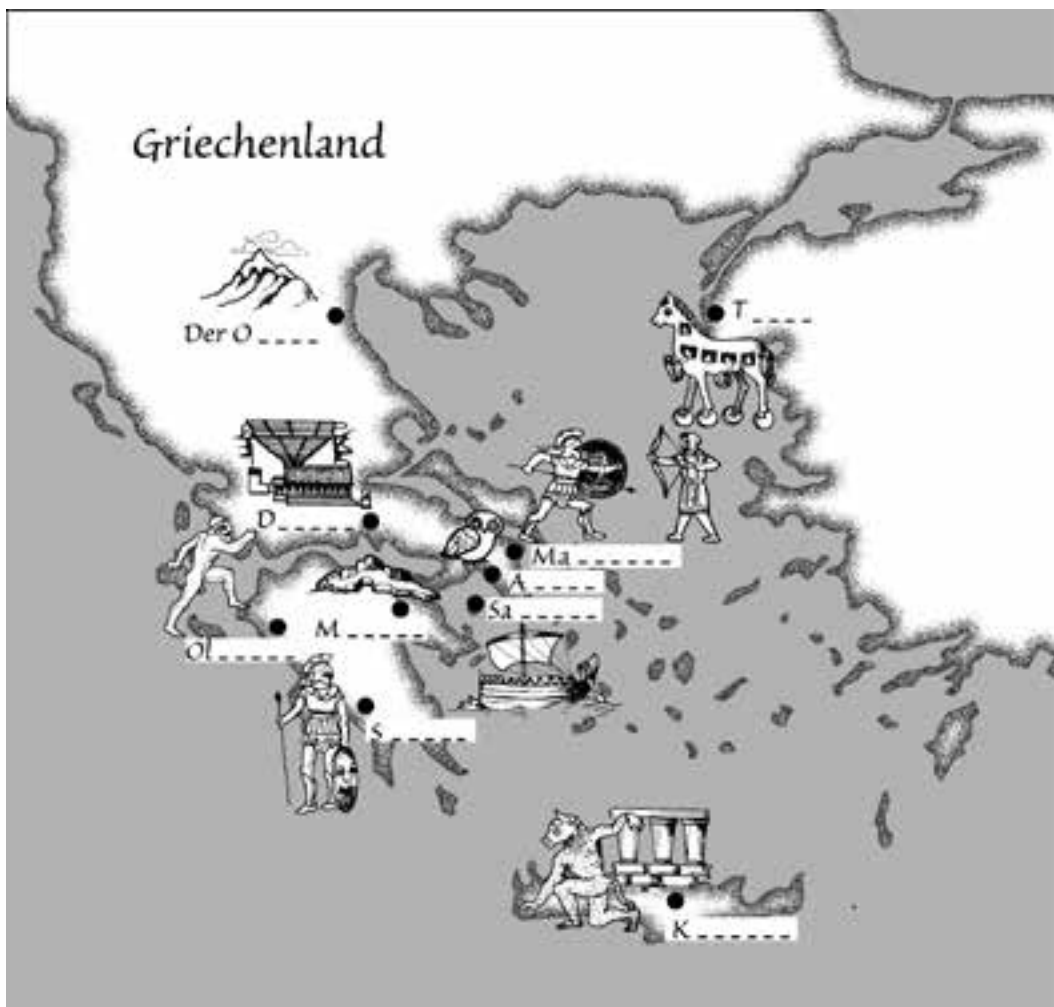 Griechenland
Der O _ _ _ _
T _ _ _ _
D _ _ _ _ _ _
Ma _ _ _ _ _ _ _
A _ _ _ _ _
Sa _ _ _ _ _ _
M _ _ _ _ _ _
Ol _ _ _ _ _ _
S _ _ _ _ _ _
K _ _ _ _ _ _ _